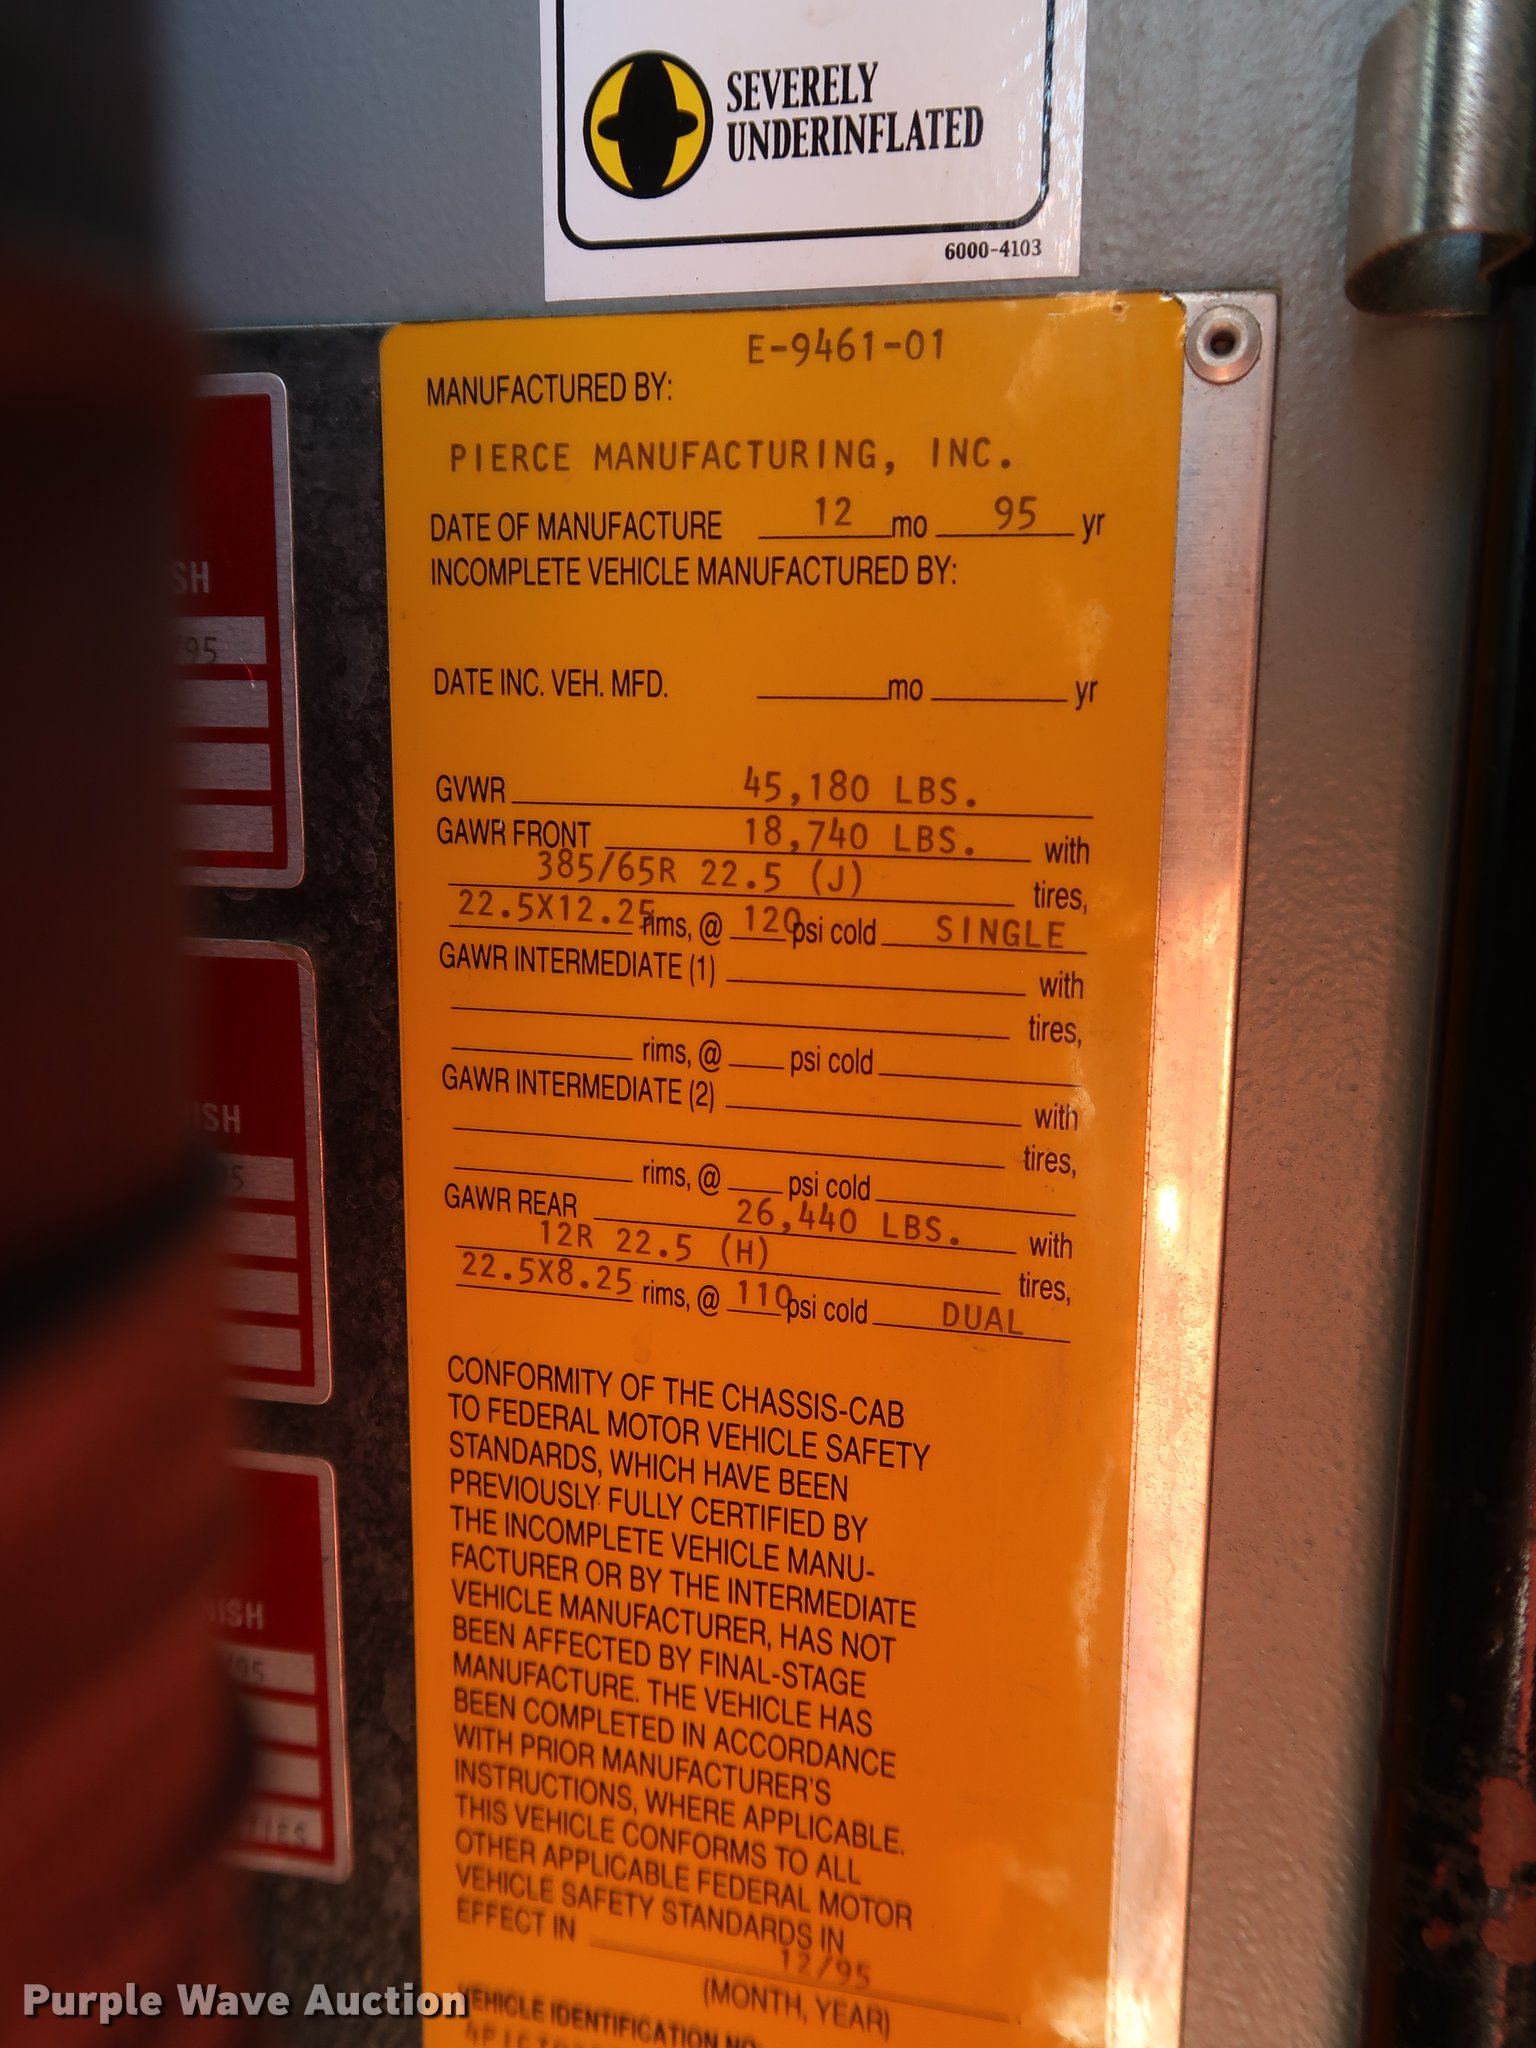 SEVERELY
UNDERINFLATED
6000-4103
E-9461-01
MANUFACTURED BY:
PIERCE MANUFACTURING, INC.
DATE OF MANUFACTURE 12 mo 95 yr
INCOMPLETE VEHICLE MANUFACTURED BY:
DATE INC. VEH. MFD. mo yr
GVWR 45,180 LBS.
GAWR FRONT 18,740 LBS. with
385/65R 22.5 (J) tires,
22.5X12.25 rims, @ 120 psi cold SINGLE
GAWR INTERMEDIATE (1) with
tires,
rims, @ psi cold
GAWR INTERMEDIATE (2) with
tires,
rims, @ psi cold
GAWR REAR 26,440 LBS. with
12R 22.5 (H) tires,
22.5X8.25 rims, @ 110 psi cold DUAL
CONFORMITY OF THE CHASSIS-CAB
TO FEDERAL MOTOR VEHICLE SAFETY
STANDARDS, WHICH HAVE BEEN
PREVIOUSLY FULLY CERTIFIED BY
THE INCOMPLETE VEHICLE MANU-
FACTURER OR BY THE INTERMEDIATE
VEHICLE MANUFACTURER, HAS NOT
BEEN AFFECTED BY FINAL-STAGE
MANUFACTURE. THE VEHICLE HAS
BEEN COMPLETED IN ACCORDANCE
WITH PRIOR MANUFACTURER'S
INSTRUCTIONS, WHERE APPLICABLE.
THIS VEHICLE CONFORMS TO ALL
OTHER APPLICABLE FEDERAL MOTOR
VEHICLE SAFETY STANDARDS IN
EFFECT IN 12/95
(MONTH, YEAR)
VEHICLE IDENTIFICATION NO.
SH
/95
ISH
95
NISH
/95
Purple Wave Auction